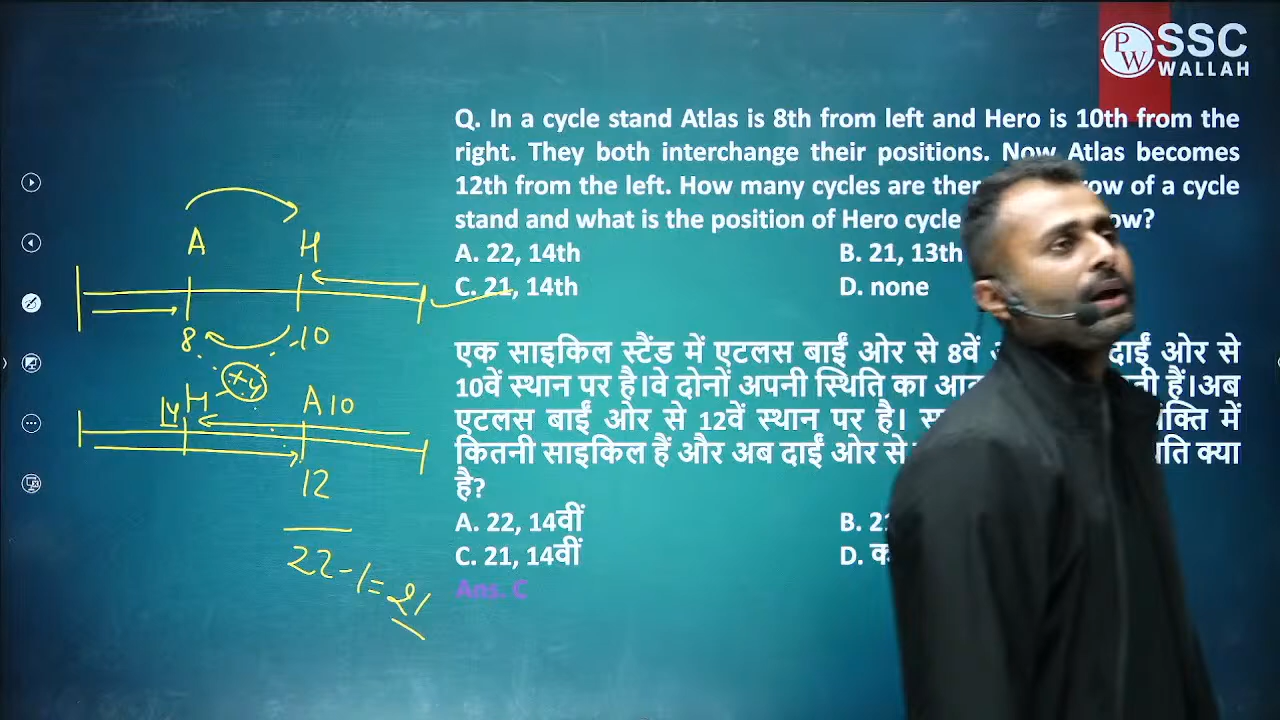 PW SSC
WALLAH
Q. In a cycle stand Atlas is 8th from left and Hero is 10th from the
right. They both interchange their positions. Now Atlas becomes
12th from the left. How many cycles are row of a cycle
stand and what is the position of Hero cycle
A. 22, 14th B. 21, 13th
C. 21, 14th D. none
एक साइकिल स्टैंड में एटलस बाईं ओर से 8वें दाईं ओर से
10वें स्थान पर है।वे दोनों अपनी स्थिति का हैं।अब
एटलस बाईं ओर से 12वें स्थान पर है।
कितनी साइकिल हैं और अब दाईं ओर से क्या
है?
A. 22, 14वीं
C. 21, 14वीं D.
Ans. C
A H
8 10
+4
14 H A 10
12
22-1=21